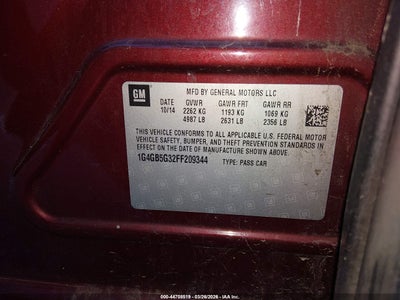 GM
MFD BY GENERAL MOTORS LLC
DATE GVWR GAWR FRT GAWR RR
10/14 2262 KG 1193 KG 1069 KG
4987 LB 2631 LB 2356 LB
THIS VEHICLE CONFORMS TO ALL APPLICABLE U.S. FEDERAL MOTOR
VEHICLE SAFETY, BUMPER, AND THEFT PREVENTION STANDARDS
IN EFFECT ON THE DATE OF MANUFACTURE SHOWN ABOVE.
1G4GB5G32FF209344 TYPE: PASS CAR
000-44708519 - 03/26/2026 - IAA Inc.